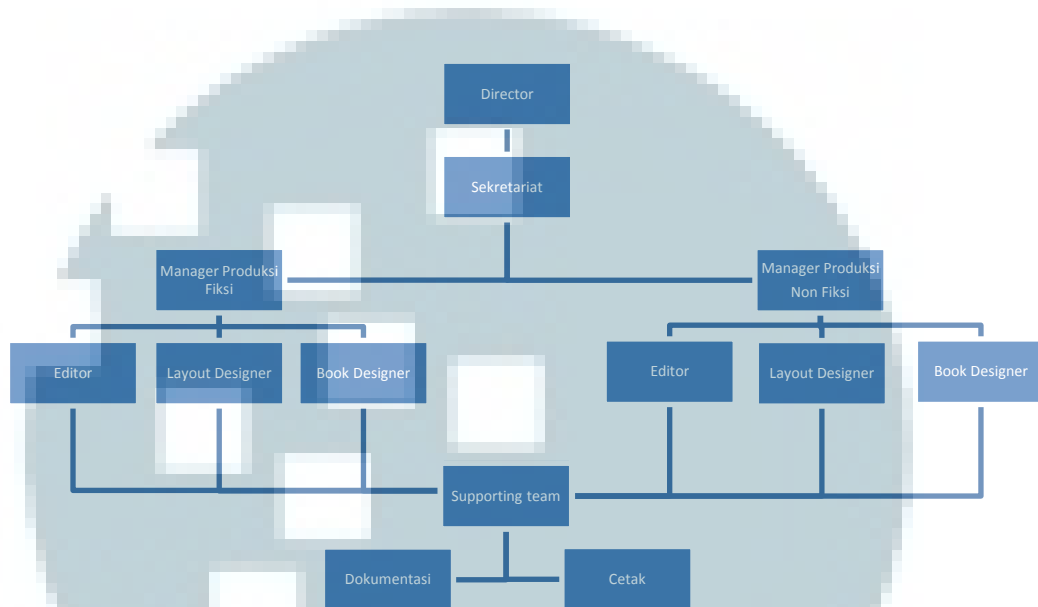 Director
Sekretariat
Manager Produksi
Fiksi
Manager Produksi
Non Fiksi
Editor
Layout Designer
Book Designer
Editor
Layout Designer
Book Designer
Supporting team
Dokumentasi
Cetak